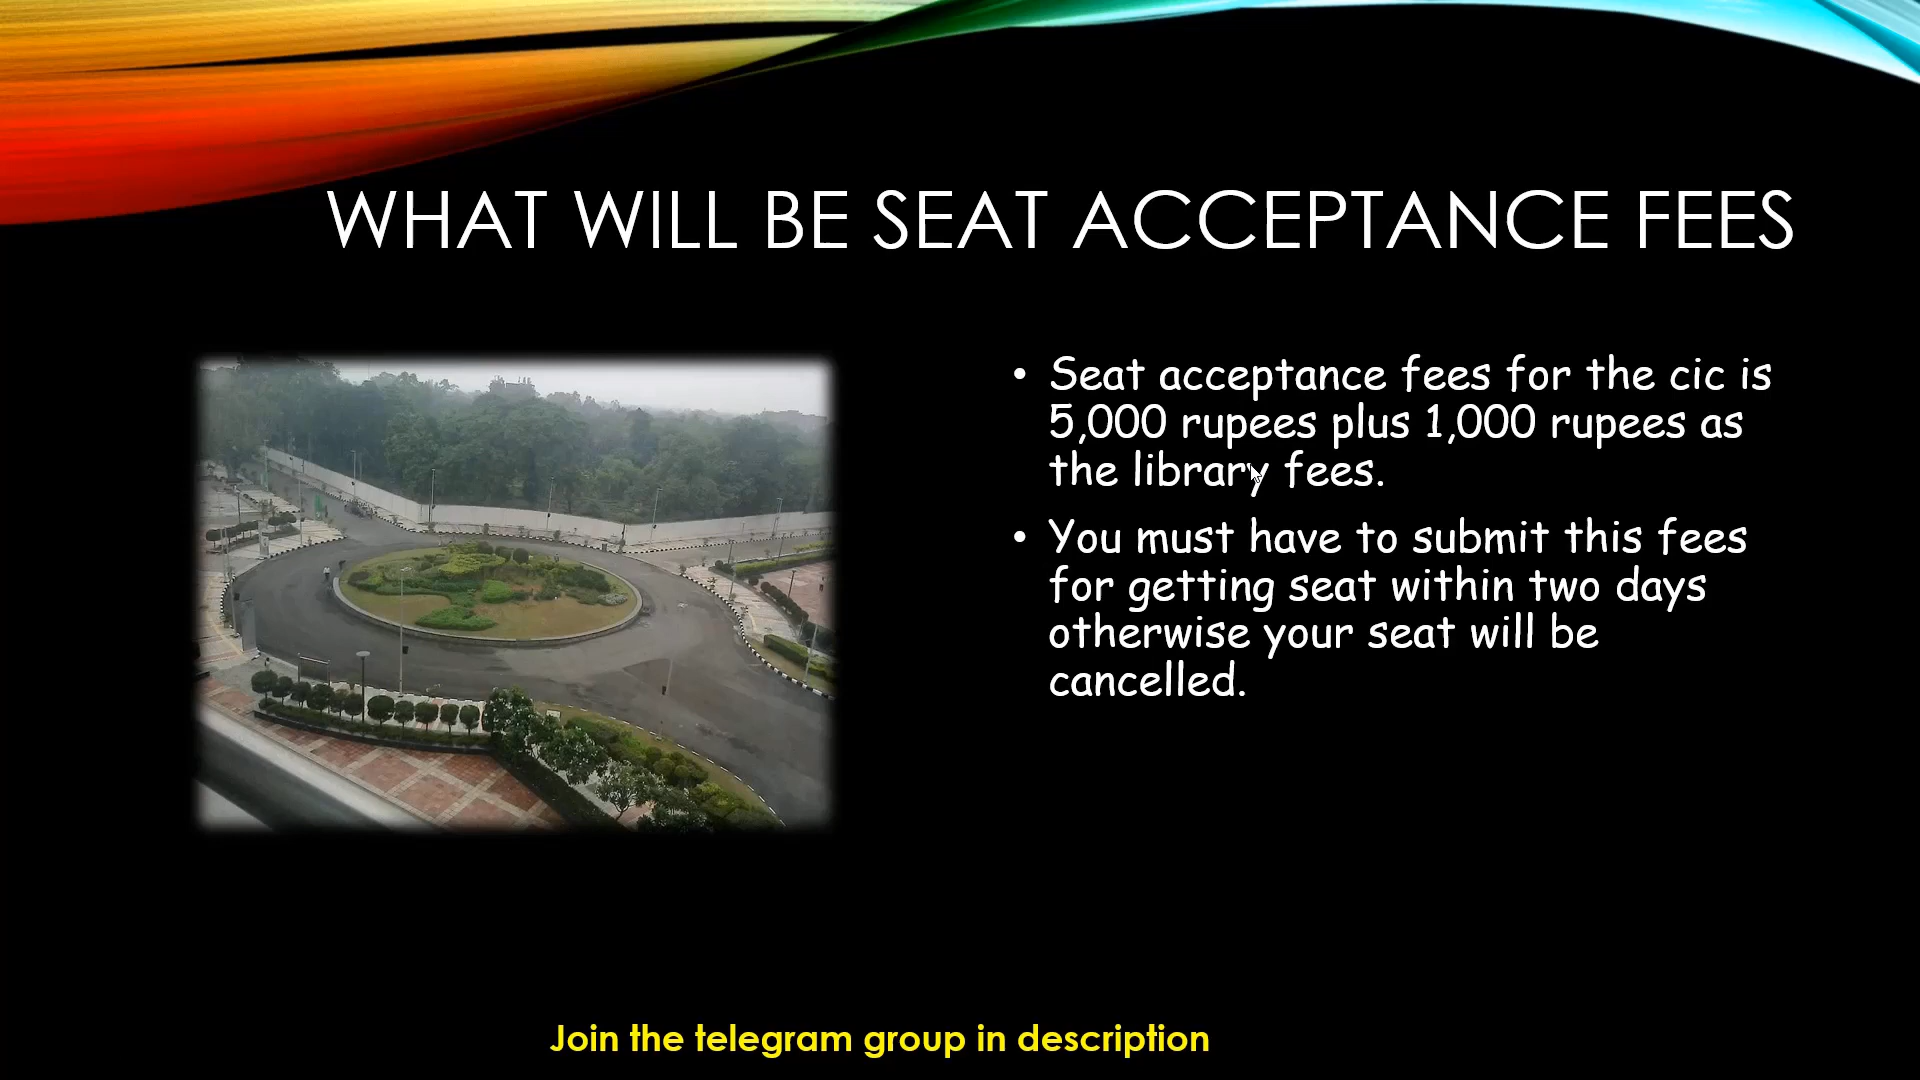 WHAT WILL BE SEAT ACCEPTANCE FEES
• Seat acceptance fees for the cic is
5,000 rupees plus 1,000 rupees as
the library fees.
• You must have to submit this fees
for getting seat within two days
otherwise your seat will be
cancelled.
Join the telegram group in description